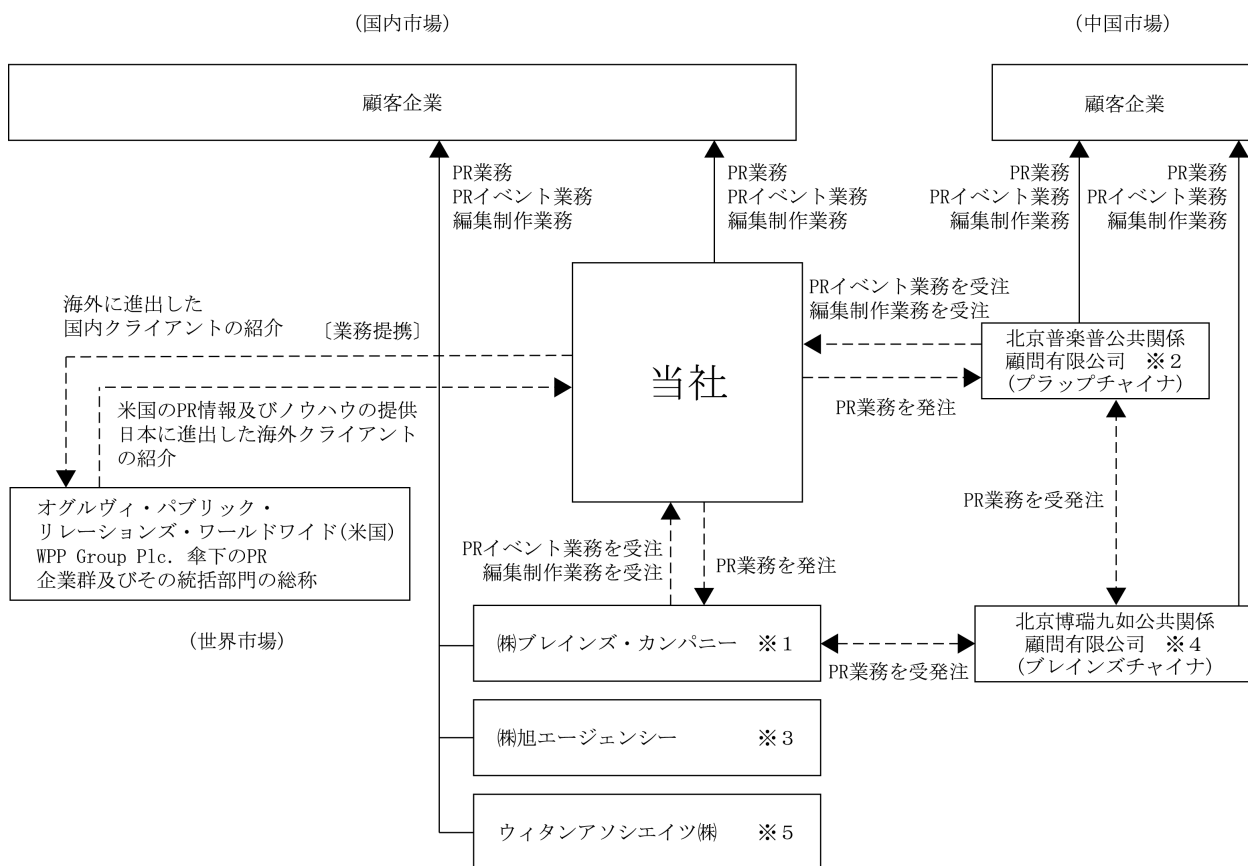 (国内市場)
(中国市場)
顧客企業
顧客企業
PR業務
PRイベント業務
編集制作業務
PR業務
PRイベント業務
編集制作業務
PR業務
PRイベント業務
編集制作業務
PR業務
PRイベント業務
編集制作業務
海外に進出した
国内クライアントの紹介
〔業務提携〕
当社
PRイベント業務を受注
編集制作業務を受注
北京普楽普公共関係
顧問有限公司 ※2
(プラップチャイナ)
PR業務を発注
米国のPR情報及びノウハウの提供
日本に進出した海外クライアント
の紹介
オグルヴィ・パブリック・
リレーションズ・ワールドワイド(米国)
WPP Group Plc. 傘下のPR
企業群及びその統括部門の総称
(世界市場)
PR業務を受発注
PRイベント業務を受注
編集制作業務を受注
PR業務を発注
㈱ブレインズ・カンパニー ※1
PR業務を受発注
北京博瑞九如公共関係
顧問有限公司 ※4
(ブレインズチャイナ)
㈱旭エージェンシー ※3
ウィタンアソシエイツ㈱ ※5